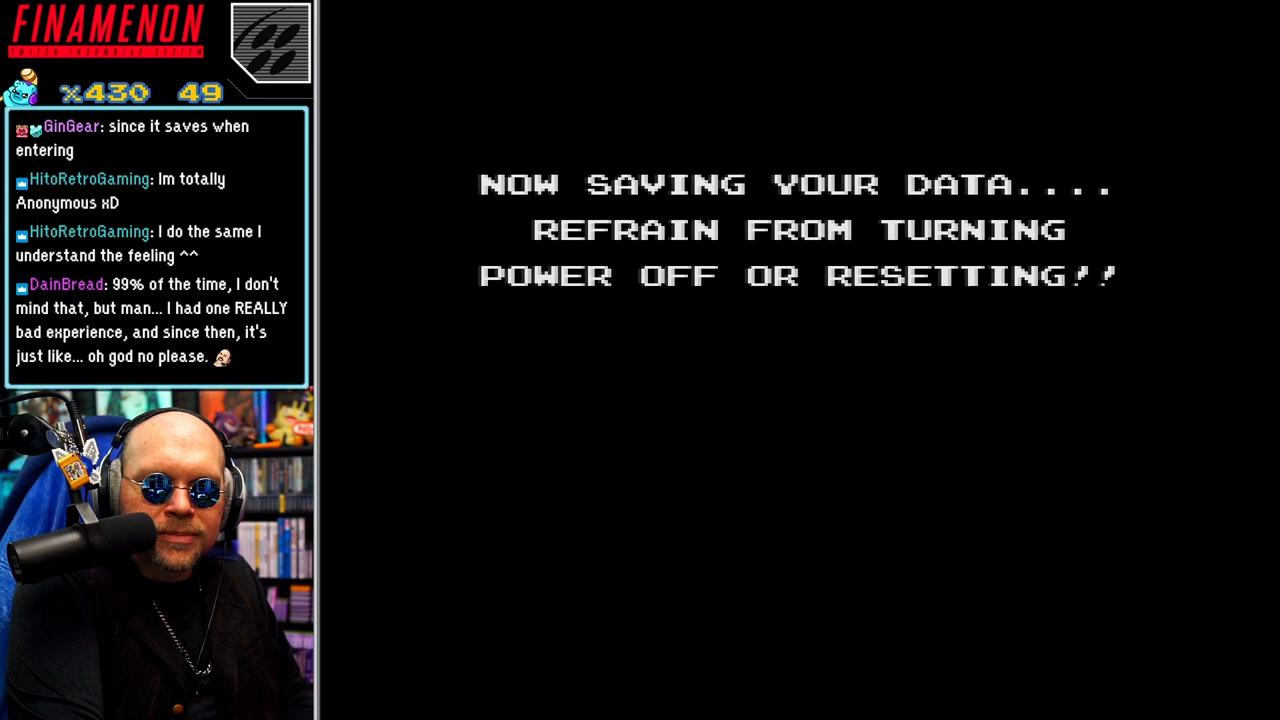 FINAMENON
TWITCH INSOMNIAC SYSTEM
x430 49
GinGear: since it saves when
entering
HitoRetroGaming: Im totally
Anonymous xD
HitoRetroGaming: I do the same I
understand the feeling ^^
DainBread: 99% of the time, I don't
mind that, but man... I had one REALLY
bad experience, and since then, it's
just like... oh god no please.
NOW SAVING YOUR DATA....
REFRAIN FROM TURNING
POWER OFF OR RESETTING!!